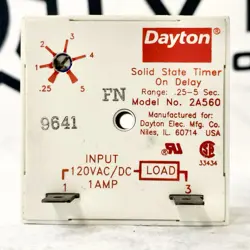 Dayton
Solid State Timer
On Delay
Range: .25-5 Sec.
Model No. 2A560
2
3
4
5
.25
FN
9641
Manufactured for:
Dayton Elec. Mfg. Co.
Niles, IL 60714 USA
33434
INPUT
120VAC/DC
1AMP
LOAD
1
3